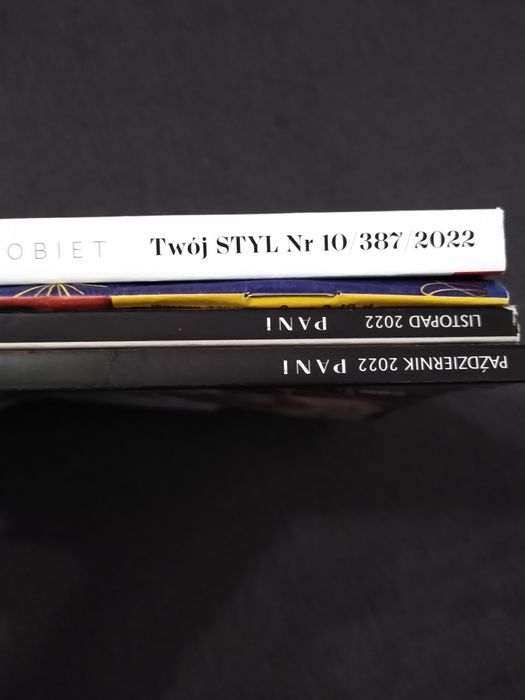 OBIET Twój STYL Nr 10/387/2022
LISTOPAD 2022 PANi
PAŹDZIERNIK 2022 PANi